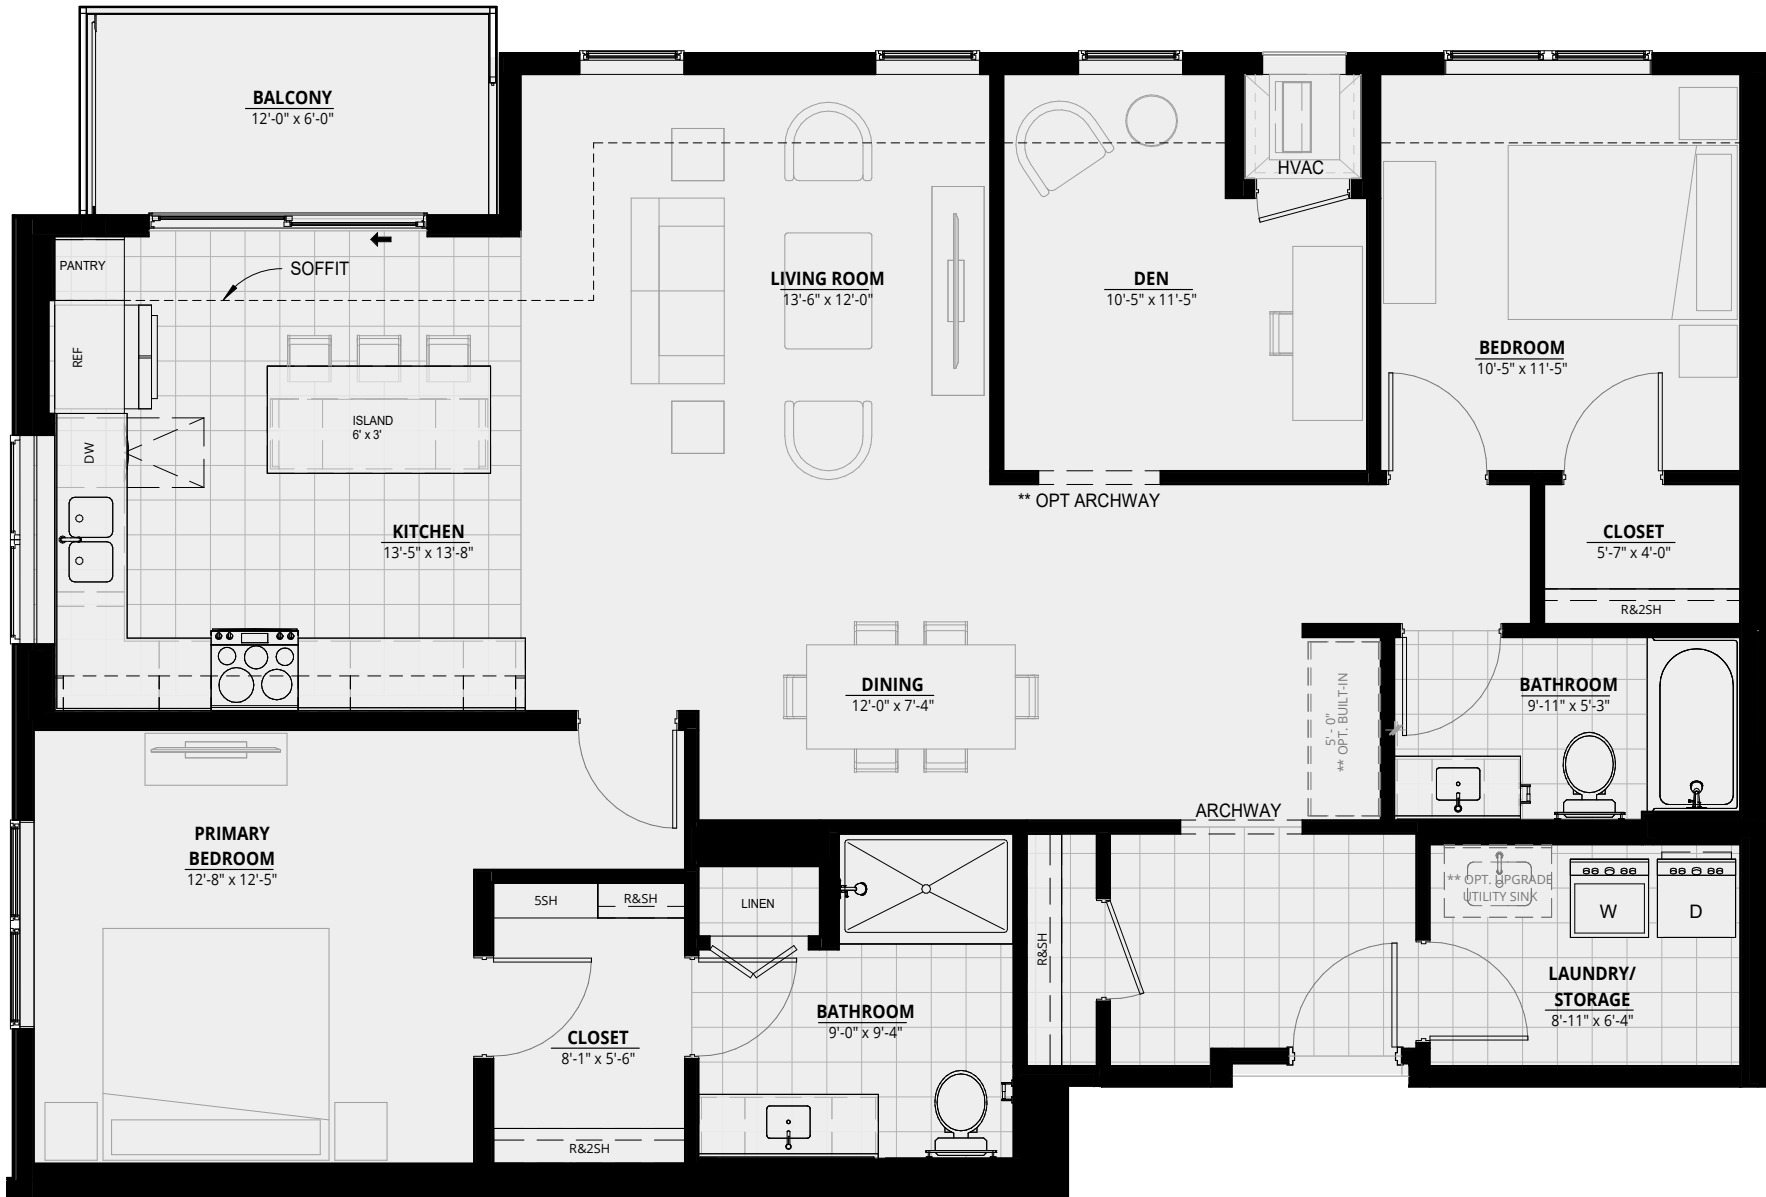 BALCONY
12'-0" x 6'-0"
HVAC
PANTRY
SOFFIT
LIVING ROOM
13'-6" x 12'-0"
DEN
10'-5" x 11'-5"
BEDROOM
10'-5" x 11'-5"
REF
ISLAND
6' x 3'
DW
** OPT ARCHWAY
KITCHEN
13'-5" x 13'-8"
CLOSET
5'-7" x 4'-0"
R&2SH
DINING
12'-0" x 7'-4"
5'- 0"
** OPT. BUILT-IN
BATHROOM
9'-11" x 5'-3"
ARCHWAY
PRIMARY
BEDROOM
12'-8" x 12'-5"
5SH
R&SH
LINEN
R&SH
** OPT. UPGRADE
UTILITY SINK
W
D
LAUNDRY/
STORAGE
8'-11" x 6'-4"
BATHROOM
9'-0" x 9'-4"
CLOSET
8'-1" x 5'-6"
R&2SH